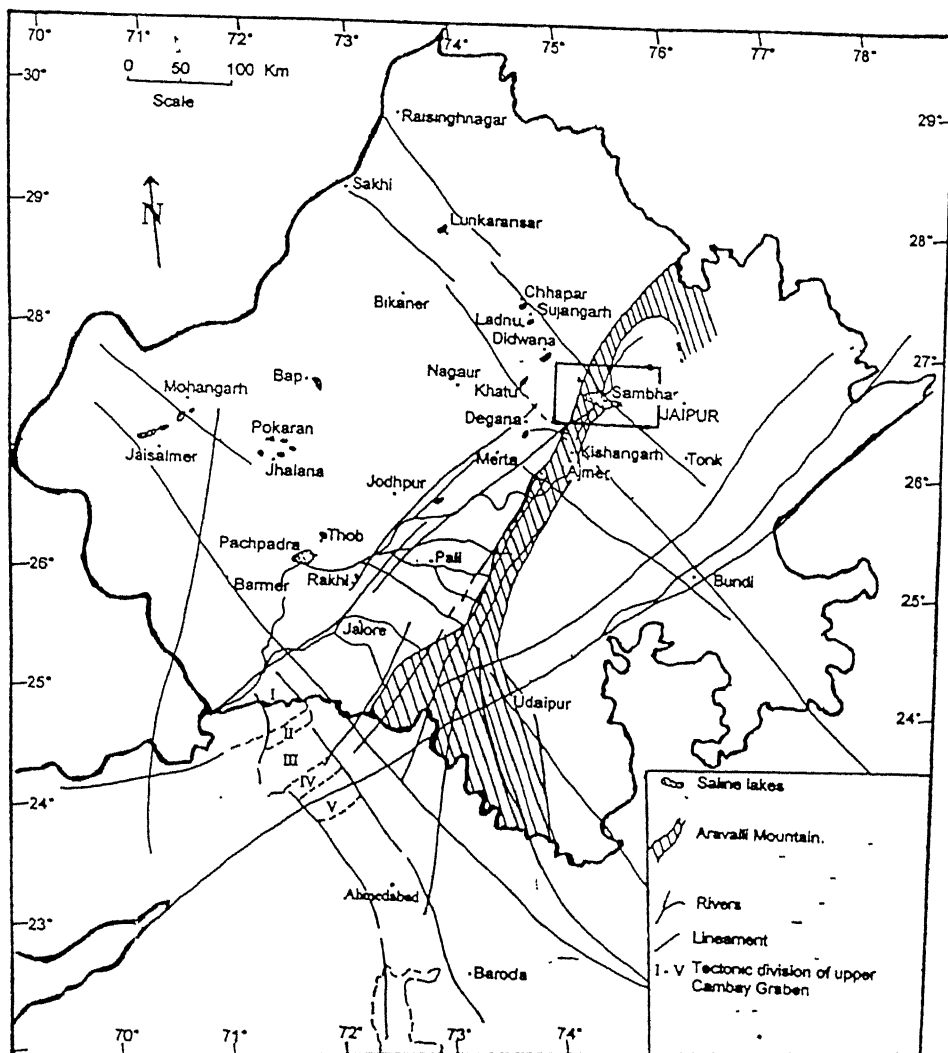 70° 71° 72° 73° 74° 75° 76° 77° 78°
30°
0 50 100 Km
Scale
Raisinghnagar
29°
Sakhi
29°
N
Lunkaransar
28°
Chhapar
Bikaner
Sujangarh
28°
Ladnu
Didwana
27°
Bap
Nagaur
Mohangarh
Khatu
Sambhar
Degana
JAIPUR
Pokaran
Jaisalmer
Jhalana
Merta
Kishangarh
Tonk
Jodhpur
26°
Thob
Pachpadra
26°
Pali
Barmer
Rakhi
Bundi
25°
Jalore
25°
I
Udaipur
24°
II
III
IV
24°
V
Saline lakes
Aravalli Mountain.
Ahmedabad
Rivers
23°
Lineament
Baroda
I - V Tectonic division of upper
Cambay Graben
70° 71° 72° 73° 74°